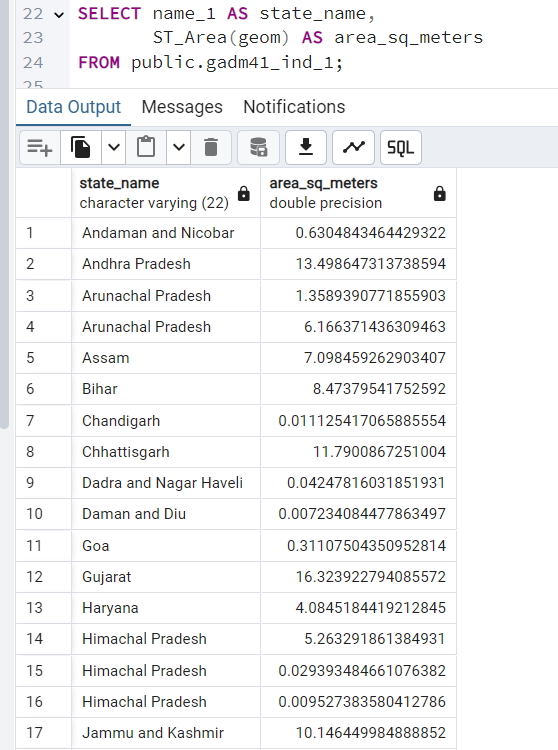 22 SELECT name_1 AS state_name,
23 ST_Area(geom) AS area_sq_meters
24 FROM public.gadm41_ind_1;
25
Data Output Messages Notifications
SQL
state_name area_sq_meters
character varying (22) double precision
1 Andaman and Nicobar 0.6304843464429322
2 Andhra Pradesh 13.498647313738594
3 Arunachal Pradesh 1.3589390771855903
4 Arunachal Pradesh 6.166371436309463
5 Assam 7.098459262903407
6 Bihar 8.47379541752592
7 Chandigarh 0.011125417065885554
8 Chhattisgarh 11.7900867251004
9 Dadra and Nagar Haveli 0.04247816031851931
10 Daman and Diu 0.007234084477863497
11 Goa 0.31107504350952814
12 Gujarat 16.323922794085572
13 Haryana 4.0845184419212845
14 Himachal Pradesh 5.263291861384931
15 Himachal Pradesh 0.029393484661076382
16 Himachal Pradesh 0.009527383580412786
17 Jammu and Kashmir 10.146449984888852